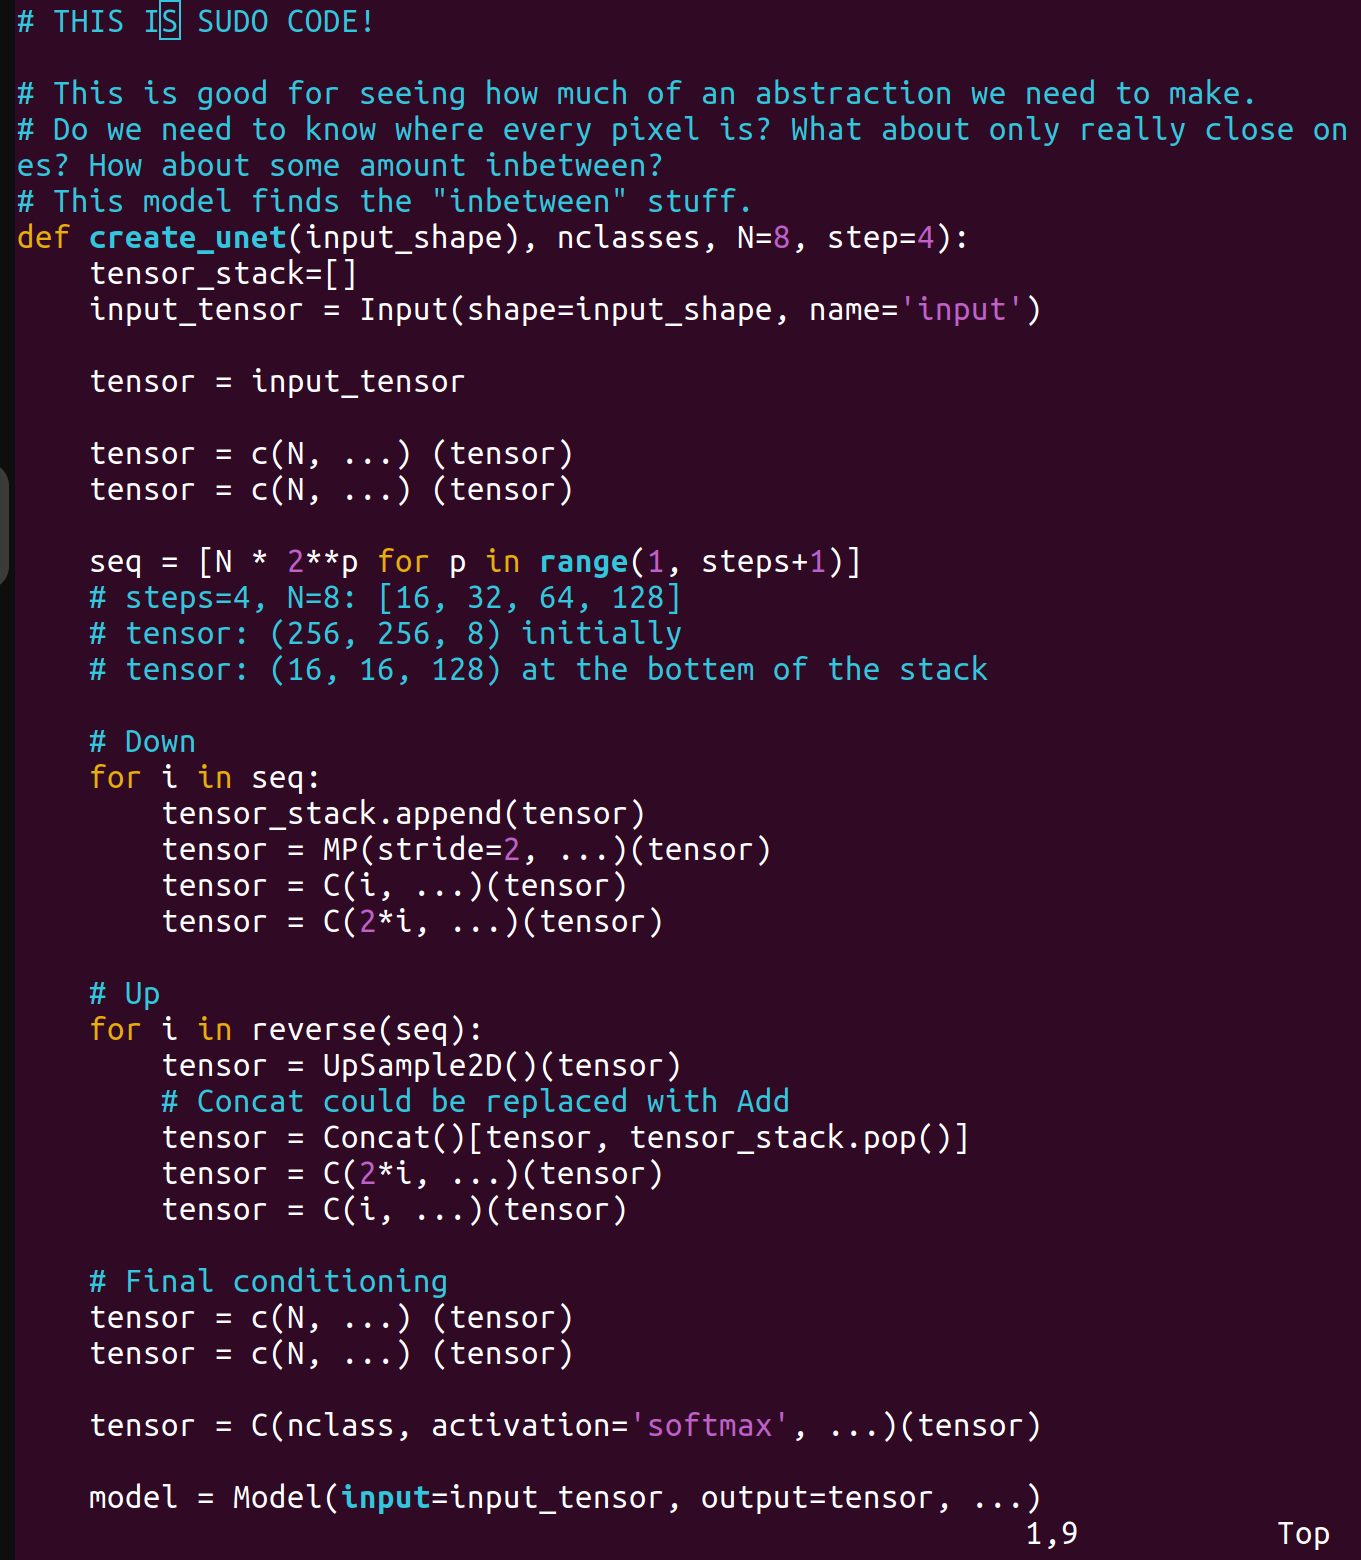 # THIS IS SUDO CODE!
# This is good for seeing how much of an abstraction we need to make.
# Do we need to know where every pixel is? What about only really close on
es? How about some amount inbetween?
# This model finds the "inbetween" stuff.
def create_unet(input_shape), nclasses, N=8, step=4):
    tensor_stack=[]
    input_tensor = Input(shape=input_shape, name='input')
    tensor = input_tensor
    tensor = c(N, ...) (tensor)
    tensor = c(N, ...) (tensor)
    seq = [N * 2**p for p in range(1, steps+1)]
    # steps=4, N=8: [16, 32, 64, 128]
    # tensor: (256, 256, 8) initially
    # tensor: (16, 16, 128) at the bottem of the stack
    # Down
    for i in seq:
        tensor_stack.append(tensor)
        tensor = MP(stride=2, ...)(tensor)
        tensor = C(i, ...)(tensor)
        tensor = C(2*i, ...)(tensor)
    # Up
    for i in reverse(seq):
        tensor = UpSample2D()(tensor)
        # Concat could be replaced with Add
        tensor = Concat()[tensor, tensor_stack.pop()]
        tensor = C(2*i, ...)(tensor)
        tensor = C(i, ...)(tensor)
    # Final conditioning
    tensor = c(N, ...) (tensor)
    tensor = c(N, ...) (tensor)
    tensor = C(nclass, activation='softmax', ...)(tensor)
    model = Model(input=input_tensor, output=tensor, ...)
1,9 Top